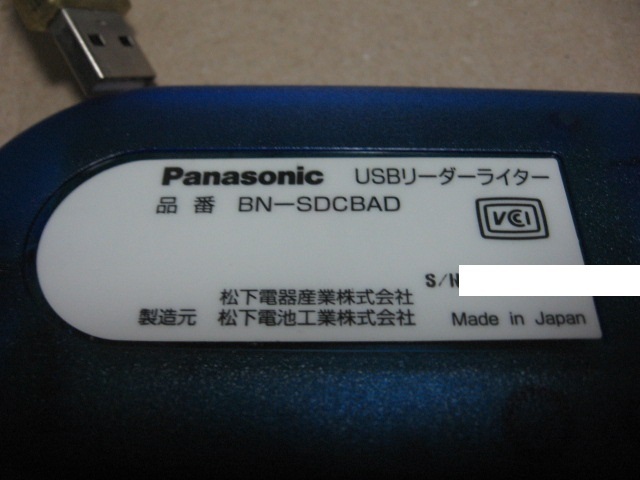 Panasonic USBリーダーライター
品番 BN-SDCBAD
VCCI
S/N
松下電器産業株式会社
製造元 松下電池工業株式会社 Made in Japan